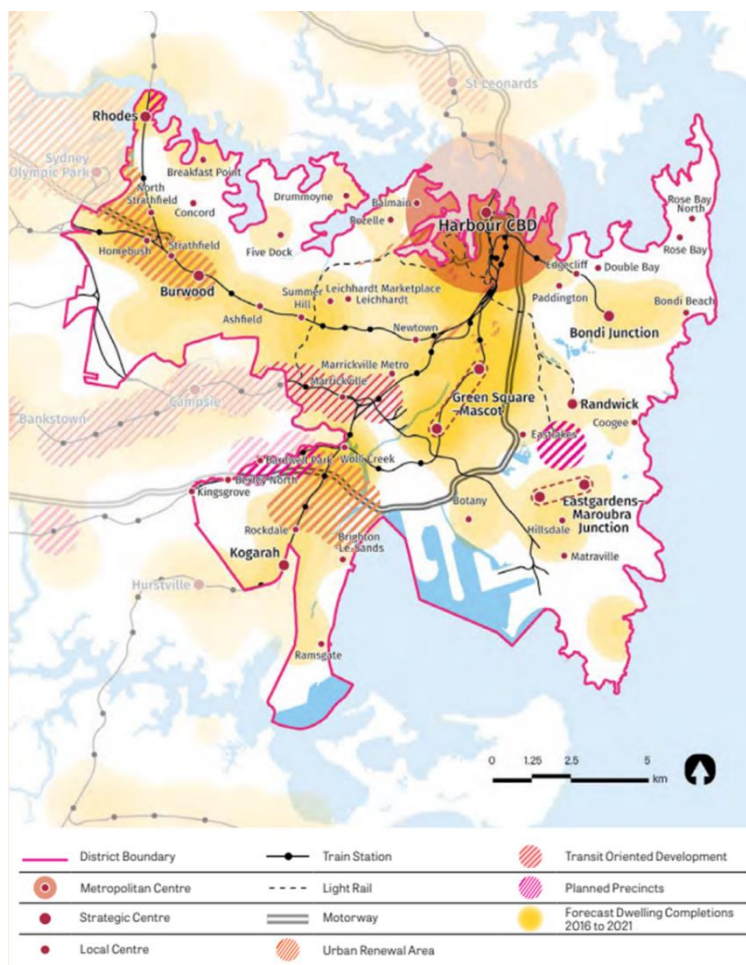 St Leonards
Rhodes
Sydney
Olympic Park
Breakfast Point
North
Strathfield
Concord
Drummoyne
Balmain
Rozelle
Harbour CBD
Rose Bay
North
Rose Bay
Homebush
Strathfield
Five Dock
Edgecliff
Double Bay
Burwood
Summer
Hill
Leichhardt Marketplace
Leichhardt
Paddington
Bondi Beach
Ashfield
Newtown
Bondi Junction
Marrickville Metro
Marrickville
Campsie
Green Square
–Mascot
Randwick
Bankstown
Coogee
Eastlakes
Bardwell Park
Wolli Creek
Bexley North
Kingsgrove
Botany
Eastgardens–
Maroubra
Junction
Rockdale
Hillsdale
Brighton
Le-Sands
Kogarah
Matraville
Hurstville
Ramsgate
0 1.25 2.5 5
km
District Boundary
Train Station
Transit Oriented Development
Metropolitan Centre
Light Rail
Planned Precincts
Strategic Centre
Motorway
Forecast Dwelling Completions
2016 to 2021
Local Centre
Urban Renewal Area